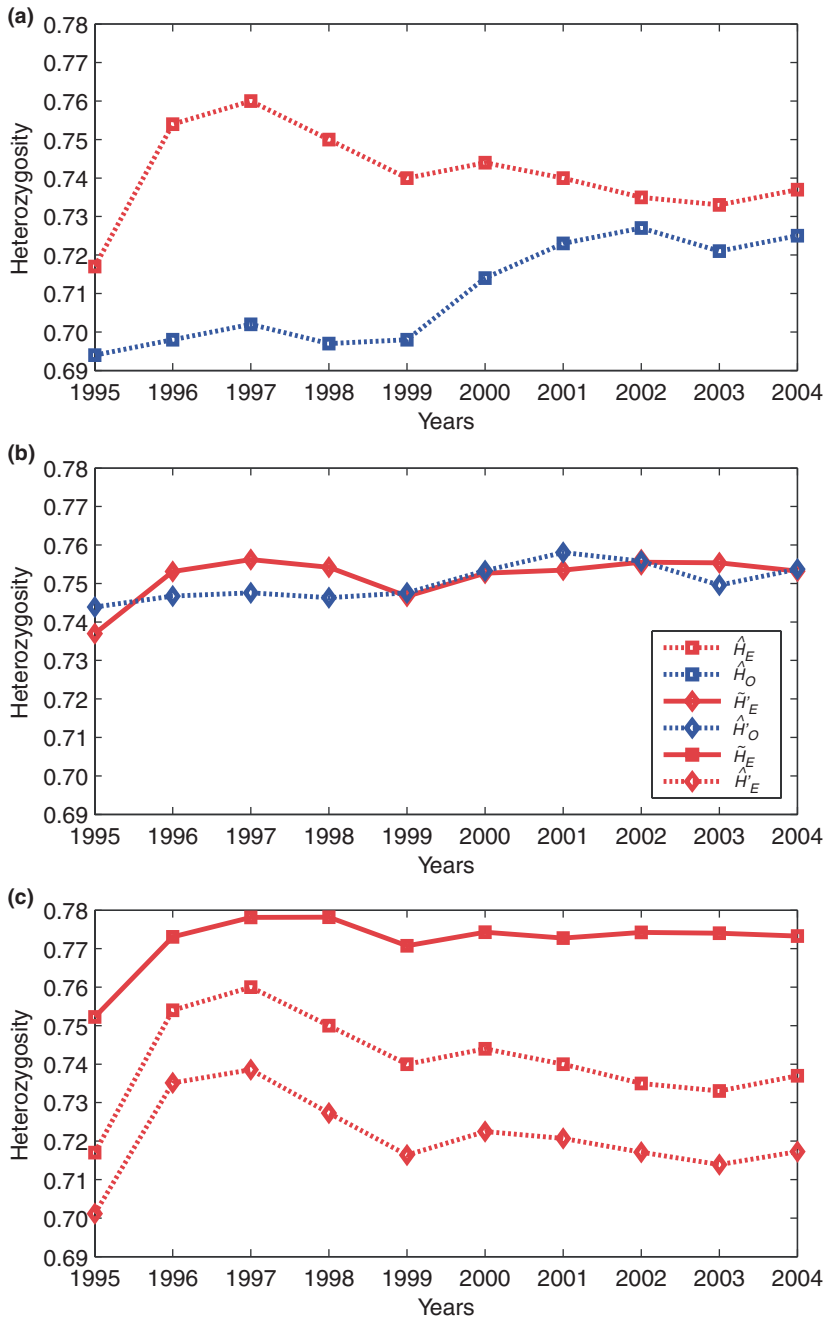 (a)
0.78
0.77
0.76
0.75
0.74
0.73
0.72
0.71
0.70
0.69
Heterozygosity
1995 1996 1997 1998 1999 2000 2001 2002 2003 2004
Years
(b)
0.78
0.77
0.76
0.75
0.74
0.73
0.72
0.71
0.70
0.69
Heterozygosity
Ĥ_E
Ĥ_O
H̃'_E
Ĥ'_O
H̃_E
Ĥ'_E
1995 1996 1997 1998 1999 2000 2001 2002 2003 2004
Years
(c)
0.78
0.77
0.76
0.75
0.74
0.73
0.72
0.71
0.70
0.69
Heterozygosity
1995 1996 1997 1998 1999 2000 2001 2002 2003 2004
Years